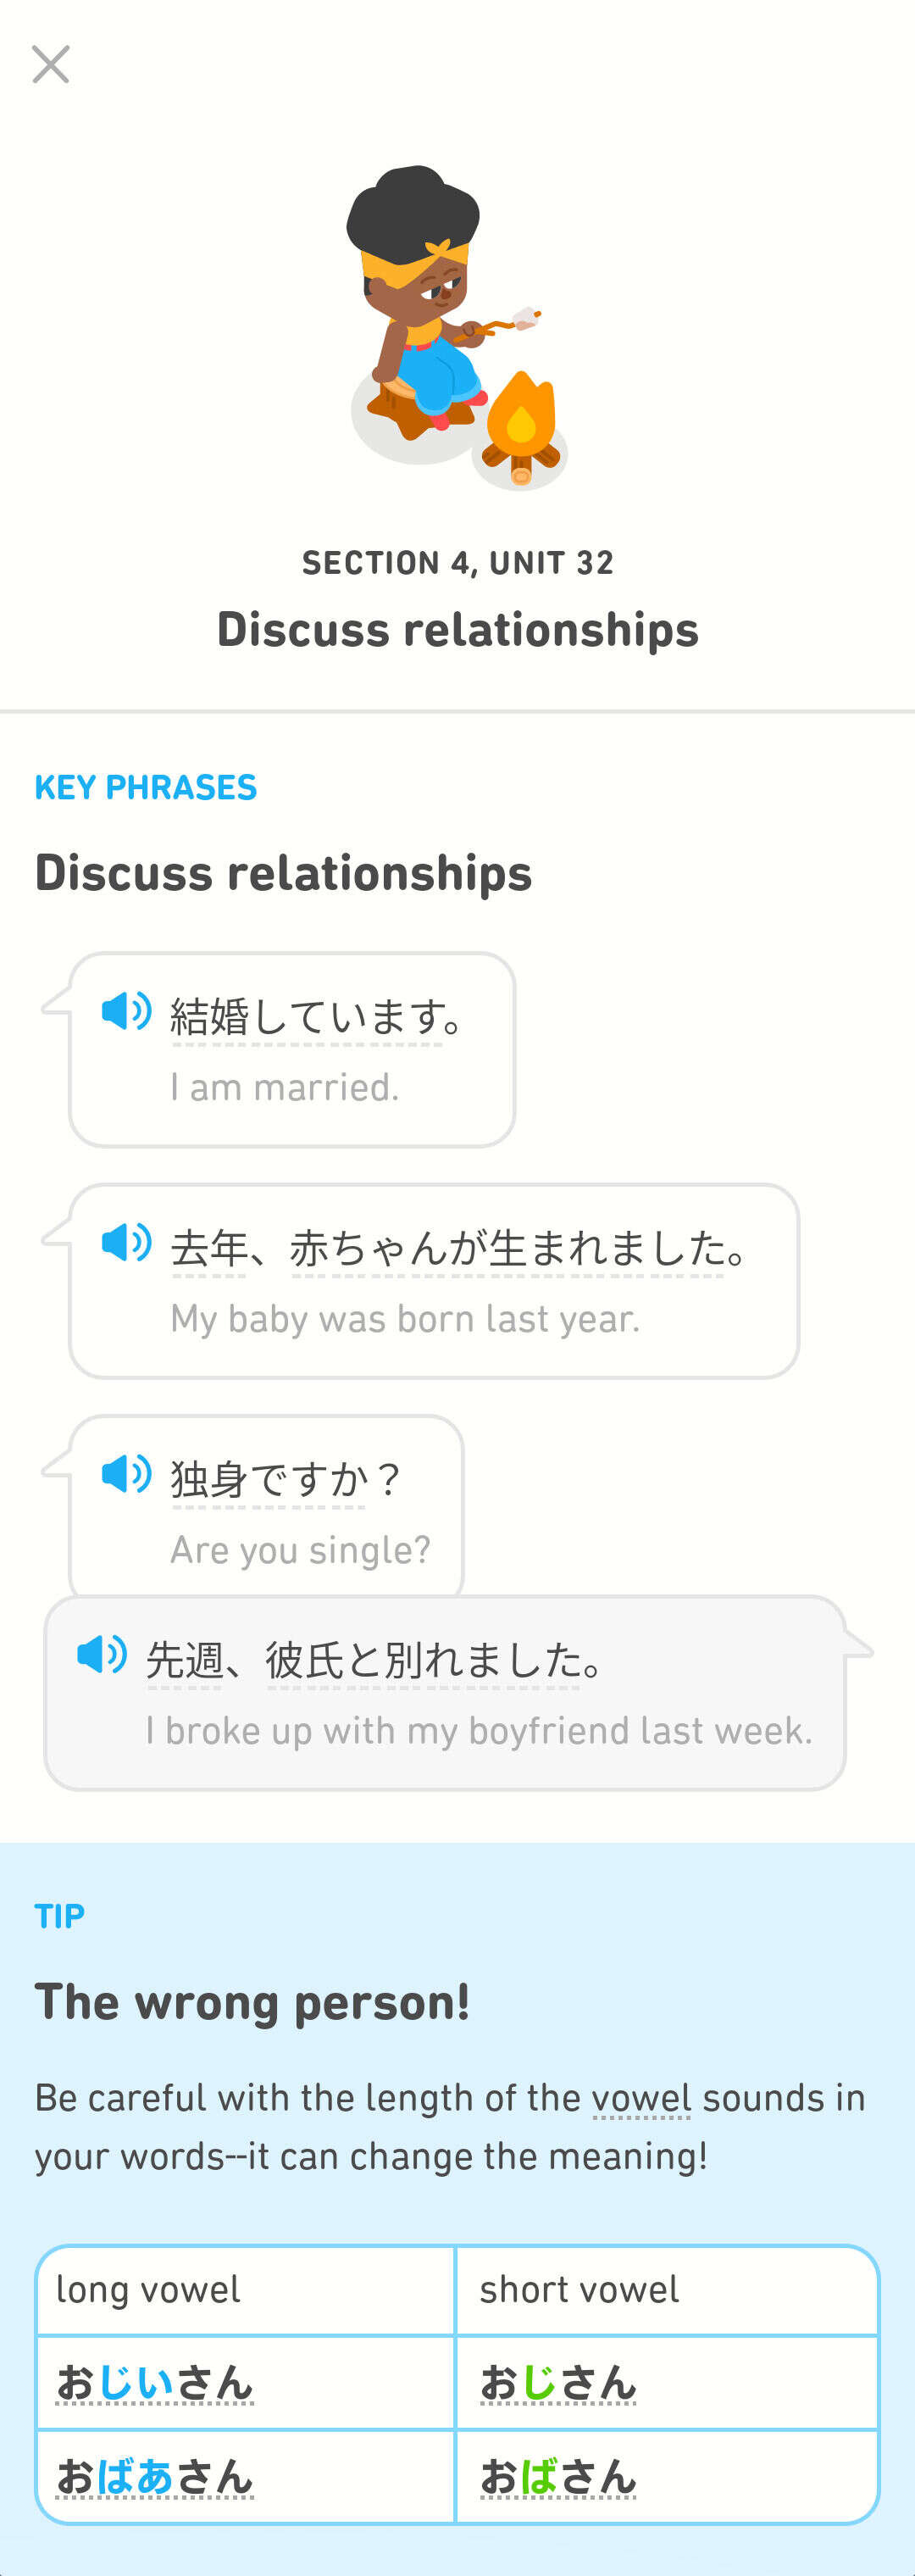 SECTION 4, UNIT 32
Discuss relationships
KEY PHRASES
Discuss relationships
結婚しています。
I am married.
去年、赤ちゃんが生まれました。
My baby was born last year.
独身ですか？
Are you single?
先週、彼氏と別れました。
I broke up with my boyfriend last week.
TIP
The wrong person!
Be careful with the length of the vowel sounds in
your words--it can change the meaning!
long vowel short vowel
おじいさん おじさん
おばあさん おばさん